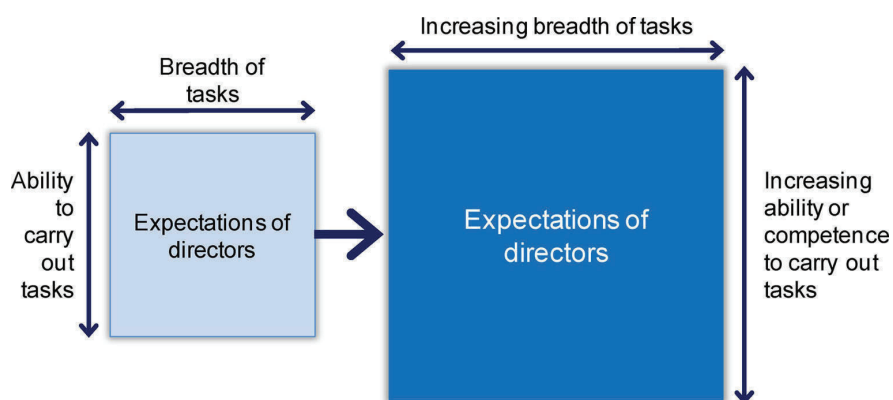 Increasing breadth of tasks
Breadth of
tasks
Ability
to
carry
out
tasks
Expectations of
directors
Expectations of
directors
Increasing
ability or
competence
to carry out
tasks